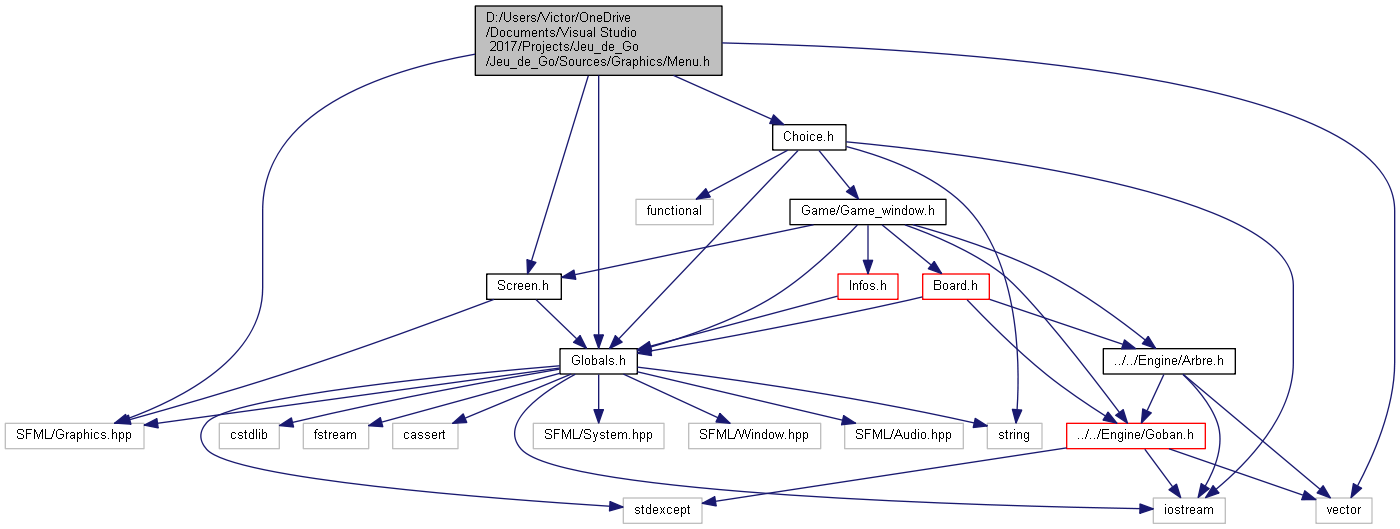 D:/Users/Victor/OneDrive
/Documents/Visual Studio
2017/Projects/Jeu_de_Go
/Jeu_de_Go/Sources/Graphics/Menu.h
Choice.h
functional
Game/Game_window.h
Screen.h
Infos.h
Board.h
Globals.h
../../Engine/Arbre.h
SFML/Graphics.hpp
cstdlib
fstream
cassert
SFML/System.hpp
SFML/Window.hpp
SFML/Audio.hpp
string
../../Engine/Goban.h
stdexcept
iostream
vector